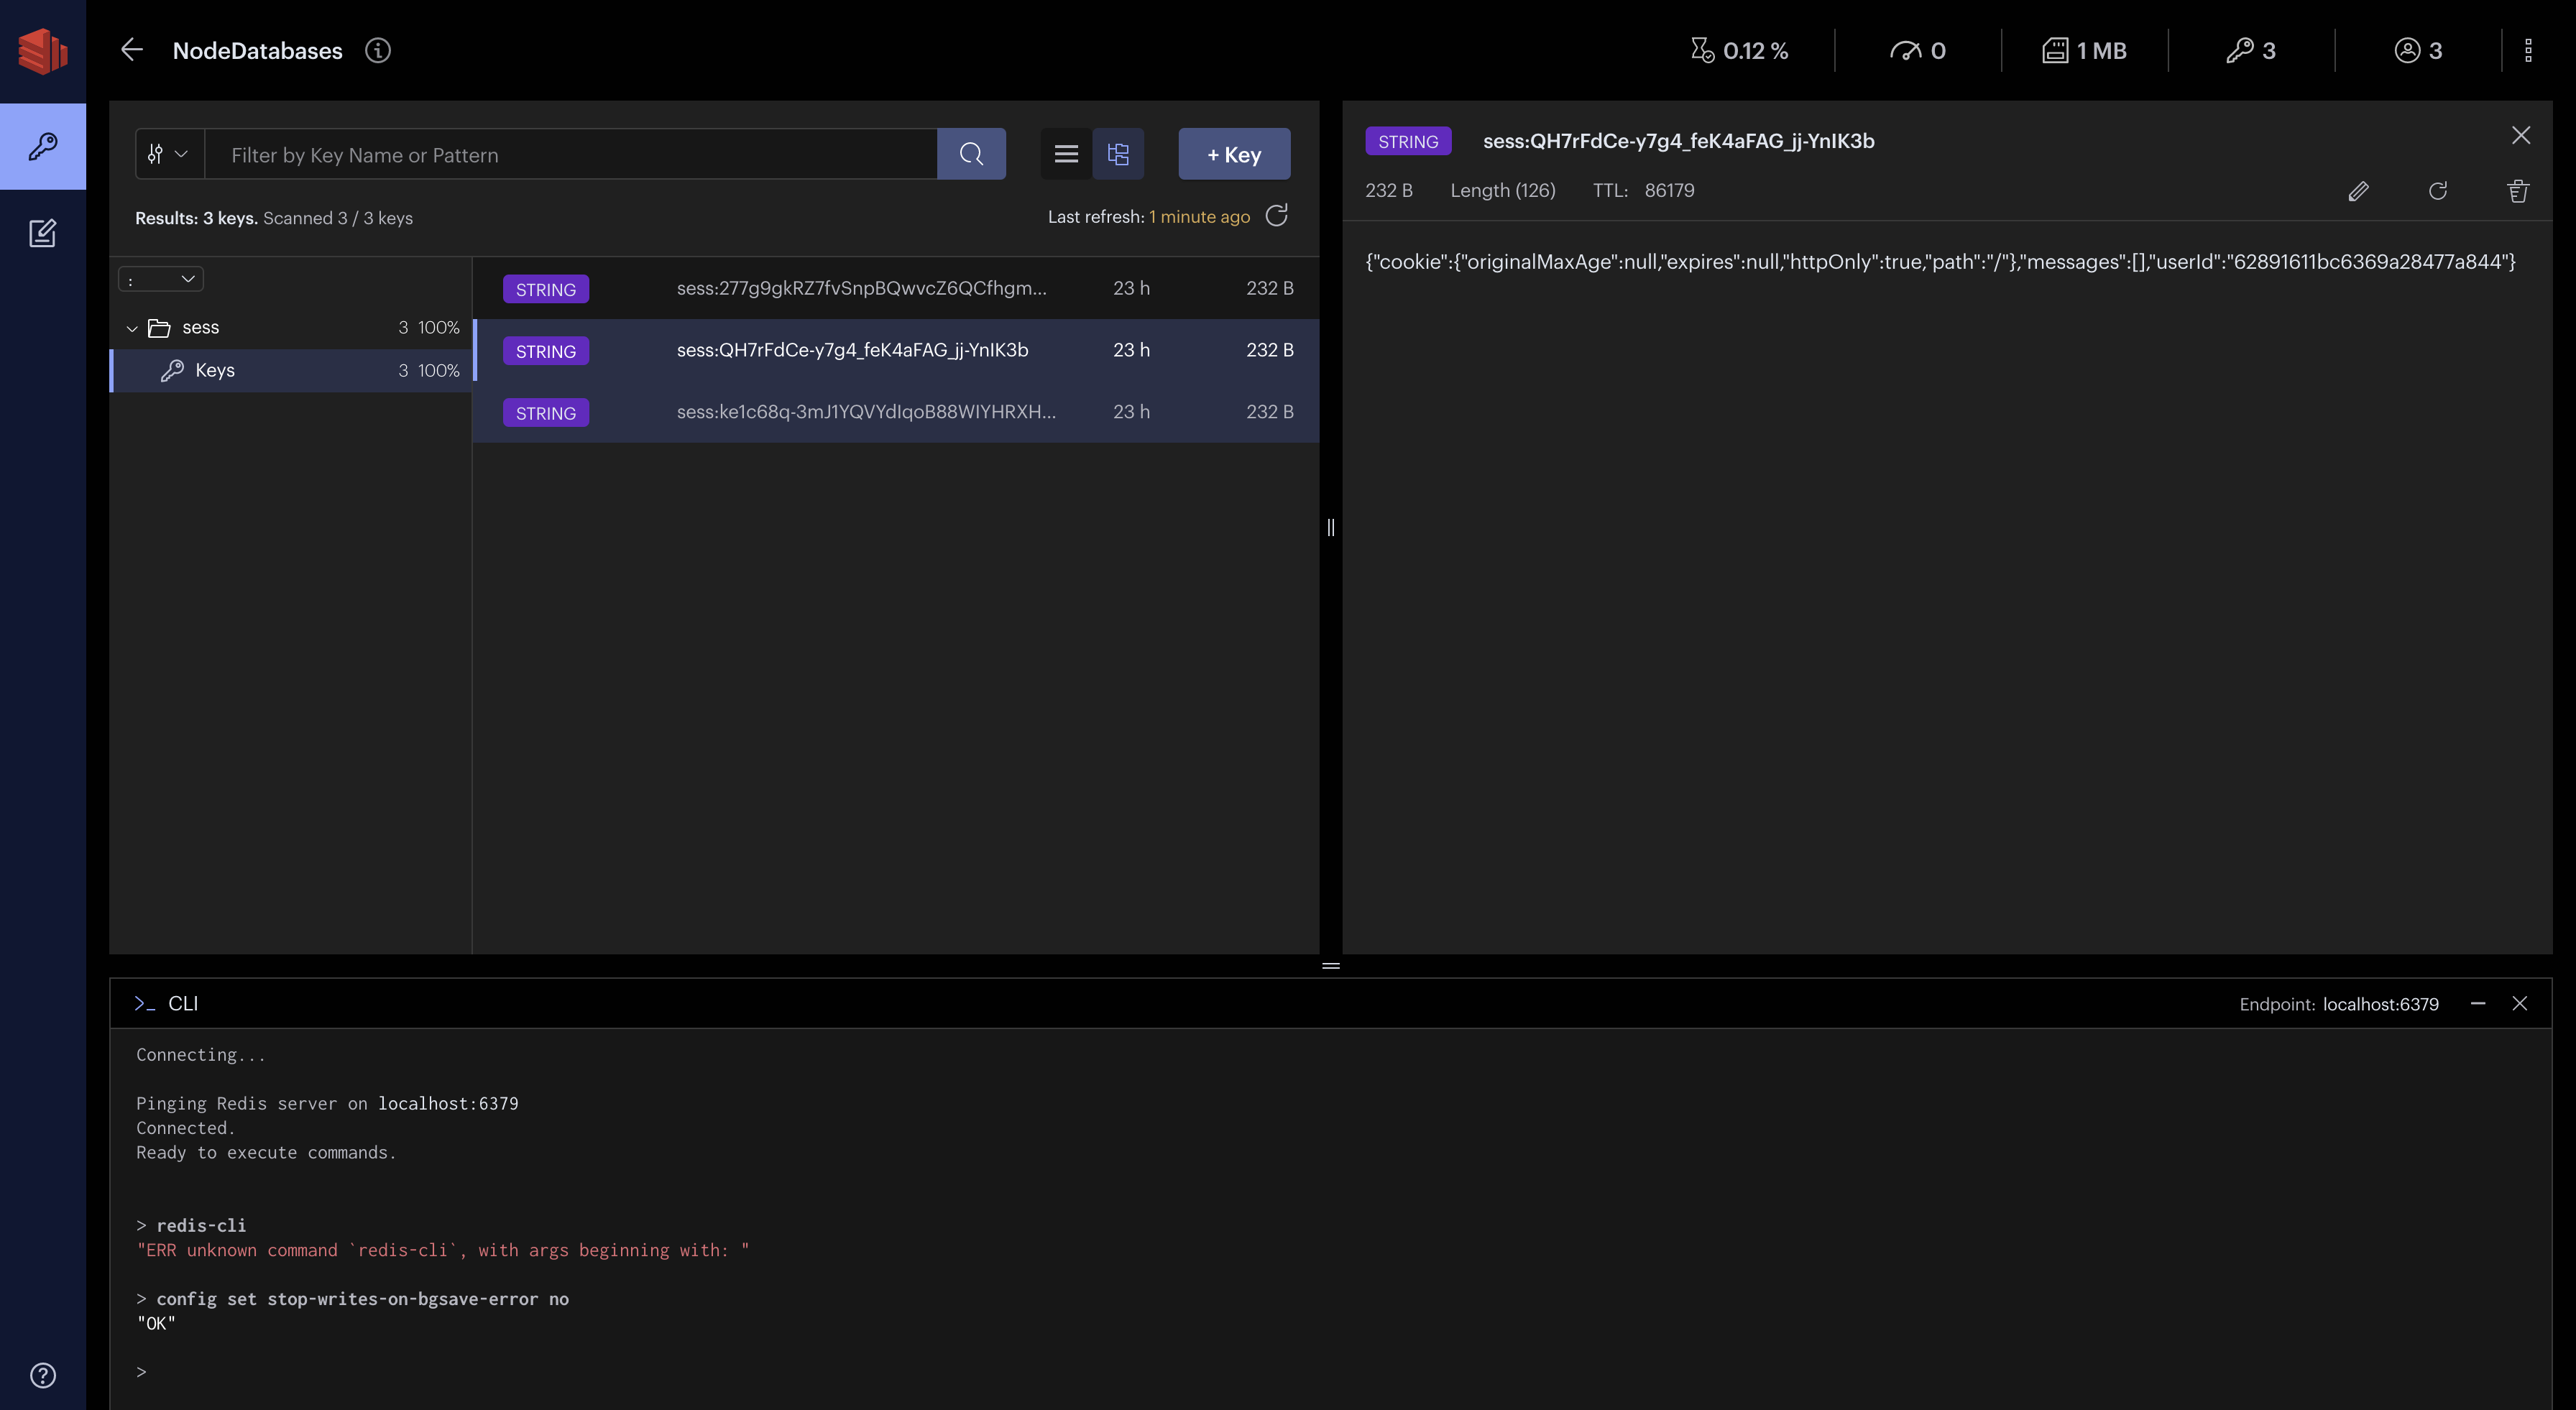 NodeDatabases
0.12 %
0
1 MB
3
3
Filter by Key Name or Pattern
+ Key
Results: 3 keys. Scanned 3 / 3 keys
Last refresh: 1 minute ago
:
sess 3 100%
Keys 3 100%
STRING sess:277g9gkRZ7fvSnpBQwvcZ6QCfhgm... 23 h 232 B
STRING sess:QH7rFdCe-y7g4_feK4aFAG_jj-YnIK3b 23 h 232 B
STRING sess:ke1c68q-3mJ1YQVYdIqoB88WIYHRXH... 23 h 232 B
STRING sess:QH7rFdCe-y7g4_feK4aFAG_jj-YnIK3b
232 B Length (126) TTL: 86179
{"cookie":{"originalMaxAge":null,"expires":null,"httpOnly":true,"path":"/"},"messages":[],"userId":"62891611bc6369a28477a844"}
>_ CLI
Endpoint: localhost:6379
Connecting...
Pinging Redis server on localhost:6379
Connected.
Ready to execute commands.
> redis-cli
"ERR unknown command `redis-cli`, with args beginning with: "
> config set stop-writes-on-bgsave-error no
"OK"
>